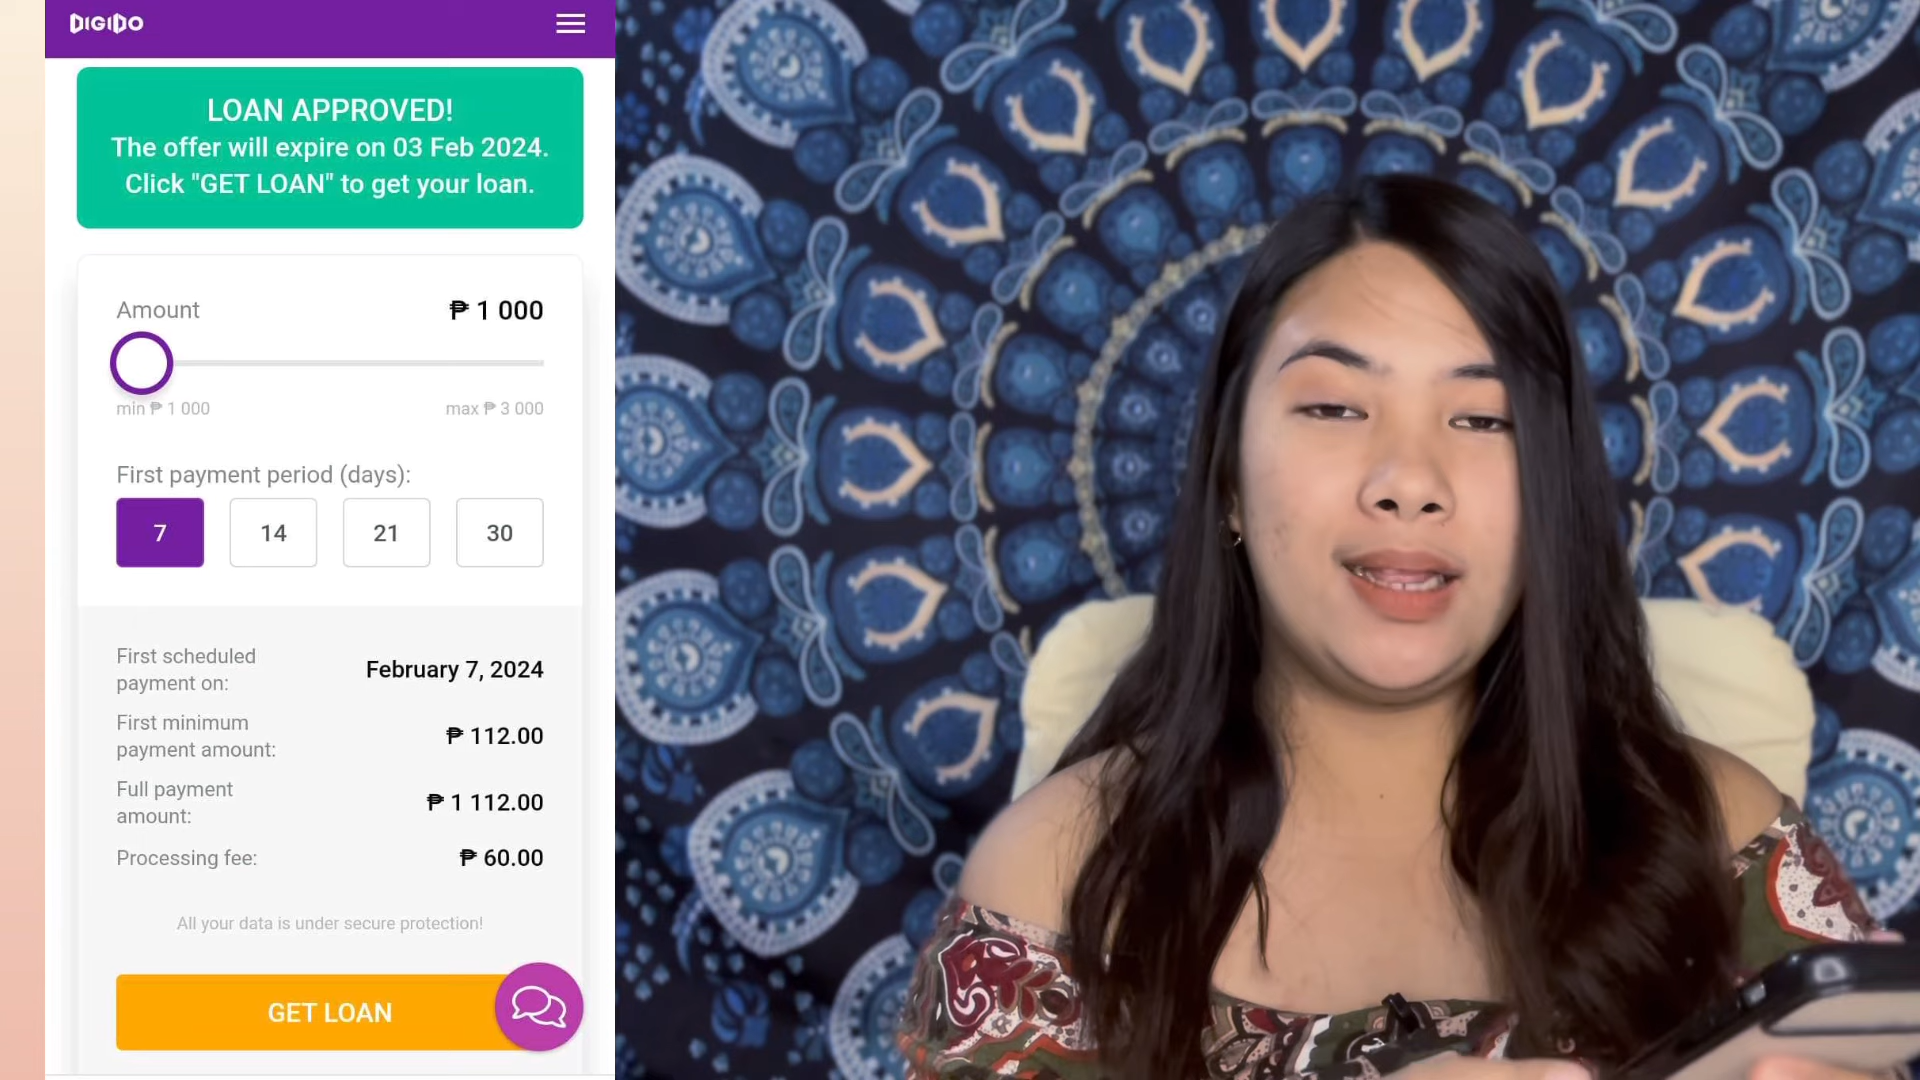 DIGIDO
LOAN APPROVED!
The offer will expire on 03 Feb 2024.
Click "GET LOAN" to get your loan.
Amount
₱ 1 000
min ₱ 1 000
max ₱ 3 000
First payment period (days):
7
14
21
30
First scheduled
payment on:
February 7, 2024
First minimum
payment amount:
₱ 112.00
Full payment
amount:
₱ 1 112.00
Processing fee:
₱ 60.00
All your data is under secure protection!
GET LOAN